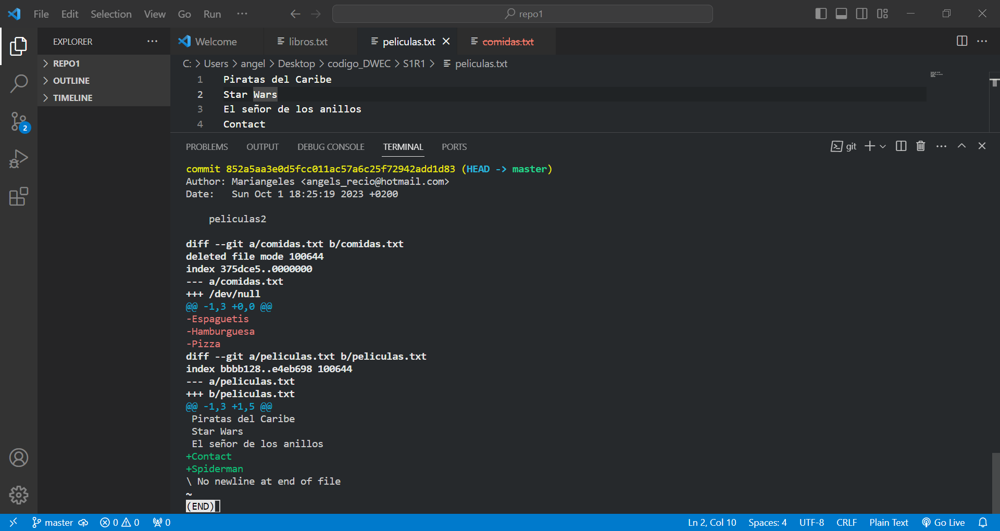 File Edit Selection View Go Run ···
repo1
EXPLORER ···
Welcome libros.txt peliculas.txt comidas.txt
REPO1
OUTLINE
TIMELINE
C: > Users > angel > Desktop > codigo_DWEC > S1R1 > peliculas.txt
1 Piratas del Caribe
2 Star Wars
3 El señor de los anillos
4 Contact
2
PROBLEMS OUTPUT DEBUG CONSOLE TERMINAL PORTS
git
commit 852a5aa3e0d5fcc011ac57a6c25f72942add1d83 (HEAD -> master)
Author: Mariangeles <angels_recio@hotmail.com>
Date:   Sun Oct 1 18:25:19 2023 +0200
peliculas2
diff --git a/comidas.txt b/comidas.txt
deleted file mode 100644
index 375dce5..0000000
--- a/comidas.txt
+++ /dev/null
@@ -1,3 +0,0 @@
-Espaguetis
-Hamburguesa
-Pizza
diff --git a/peliculas.txt b/peliculas.txt
index bbbb128..e4eb698 100644
--- a/peliculas.txt
+++ b/peliculas.txt
@@ -1,3 +1,5 @@
Piratas del Caribe
Star Wars
El señor de los anillos
+Contact
+Spiderman
\ No newline at end of file
~
(END)
master 0 0 0
Ln 2, Col 10 Spaces: 4 UTF-8 CRLF Plain Text Go Live